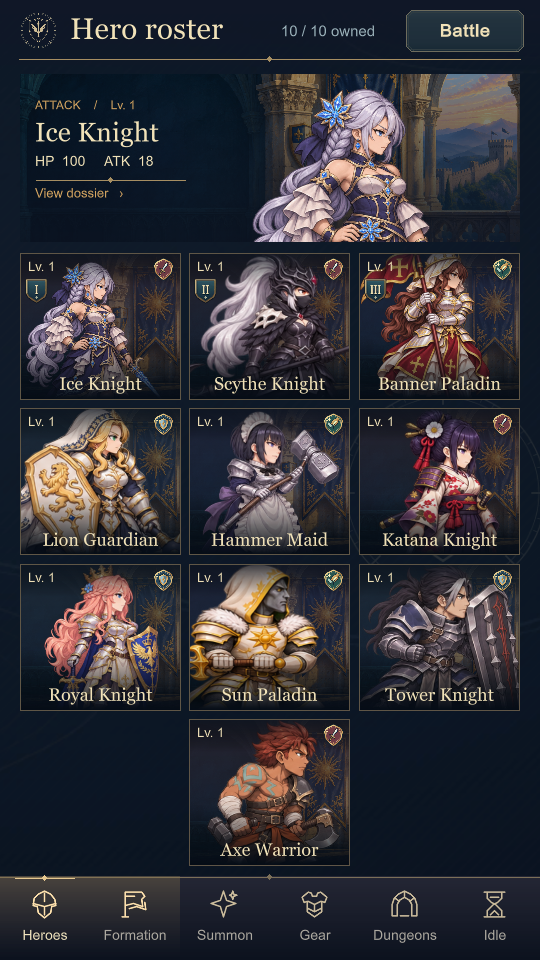 Hero roster
10 / 10 owned
Battle
ATTACK / Lv. 1
Ice Knight
HP 100 ATK 18
View dossier ›
Lv. 1
I
Ice Knight
Lv. 1
II
Scythe Knight
Lv. 1
III
Banner Paladin
Lv. 1
Lion Guardian
Lv. 1
Hammer Maid
Lv. 1
Katana Knight
Lv. 1
Royal Knight
Lv. 1
Sun Paladin
Lv. 1
Tower Knight
Lv. 1
Axe Warrior
Heroes
Formation
Summon
Gear
Dungeons
Idle